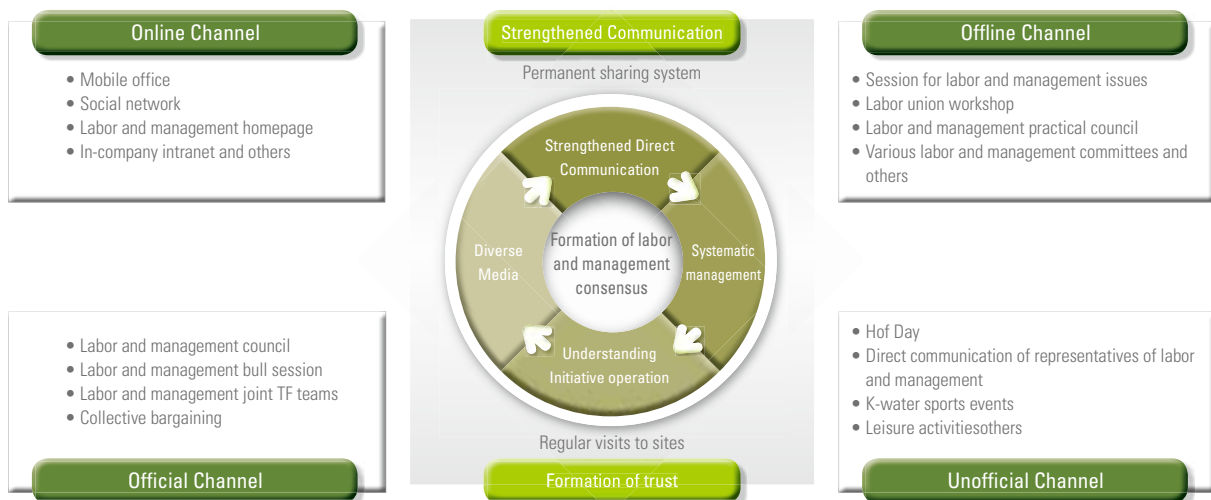 Online Channel
• Mobile office
• Social network
• Labor and management homepage
• In-company intranet and others
Strengthened Communication
Permanent sharing system
Strengthened Direct
Communication
Diverse
Media
Formation of labor
and management
consensus
Systematic
management
Understanding
Initiative operation
Regular visits to sites
Formation of trust
Offline Channel
• Session for labor and management issues
• Labor union workshop
• Labor and management practical council
• Various labor and management committees and
others
• Labor and management council
• Labor and management bull session
• Labor and management joint TF teams
• Collective bargaining
Official Channel
• Hof Day
• Direct communication of representatives of labor
and management
• K-water sports events
• Leisure activitiesothers
Unofficial Channel